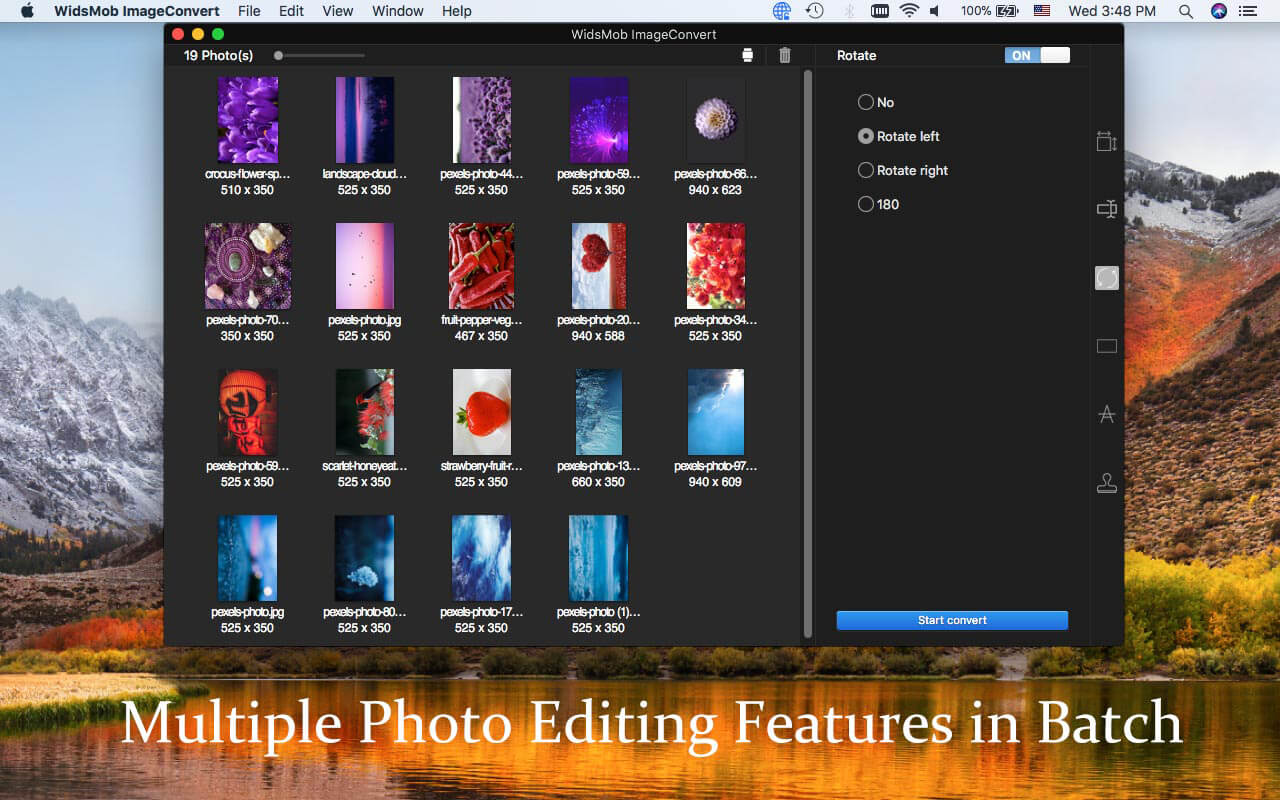 WidsMob ImageConvert File Edit View Window Help 100% Wed 3:48 PM
WidsMob ImageConvert
19 Photo(s)
Rotate ON
crocus-flower-sp... landscape-cloud... pexels-photo-44... pexels-photo-59... pexels-photo-66...
510 x 350 525 x 350 525 x 350 525 x 350 940 x 623
pexels-photo-70... pexels-photo.jpg fruit-pepper-veg... pexels-photo-20... pexels-photo-34...
350 x 350 525 x 350 467 x 350 940 x 588 525 x 350
pexels-photo-59... scarlet-honeyeat... strawberry-fruit-r... pexels-photo-13... pexels-photo-97...
525 x 350 525 x 350 525 x 350 660 x 350 940 x 609
pexels-photo.jpg pexels-photo-80... pexels-photo-17... pexels-photo (1)...
525 x 350 525 x 350 525 x 350 525 x 350
No
Rotate left
Rotate right
180
Start convert
Multiple Photo Editing Features in Batch